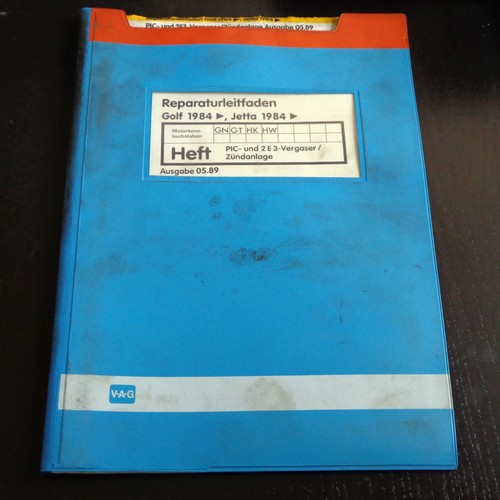 PIC- und 2E3-Vergaser/Zündanlage Ausgabe 05.89
Reparaturleitfaden
Golf 1984 ►, Jetta 1984 ►
Motorkenn-
buchstaben
GN GT HK HW
Heft
PIC- und 2 E 3-Vergaser /
Zündanlage
Ausgabe 05.89
V·A·G